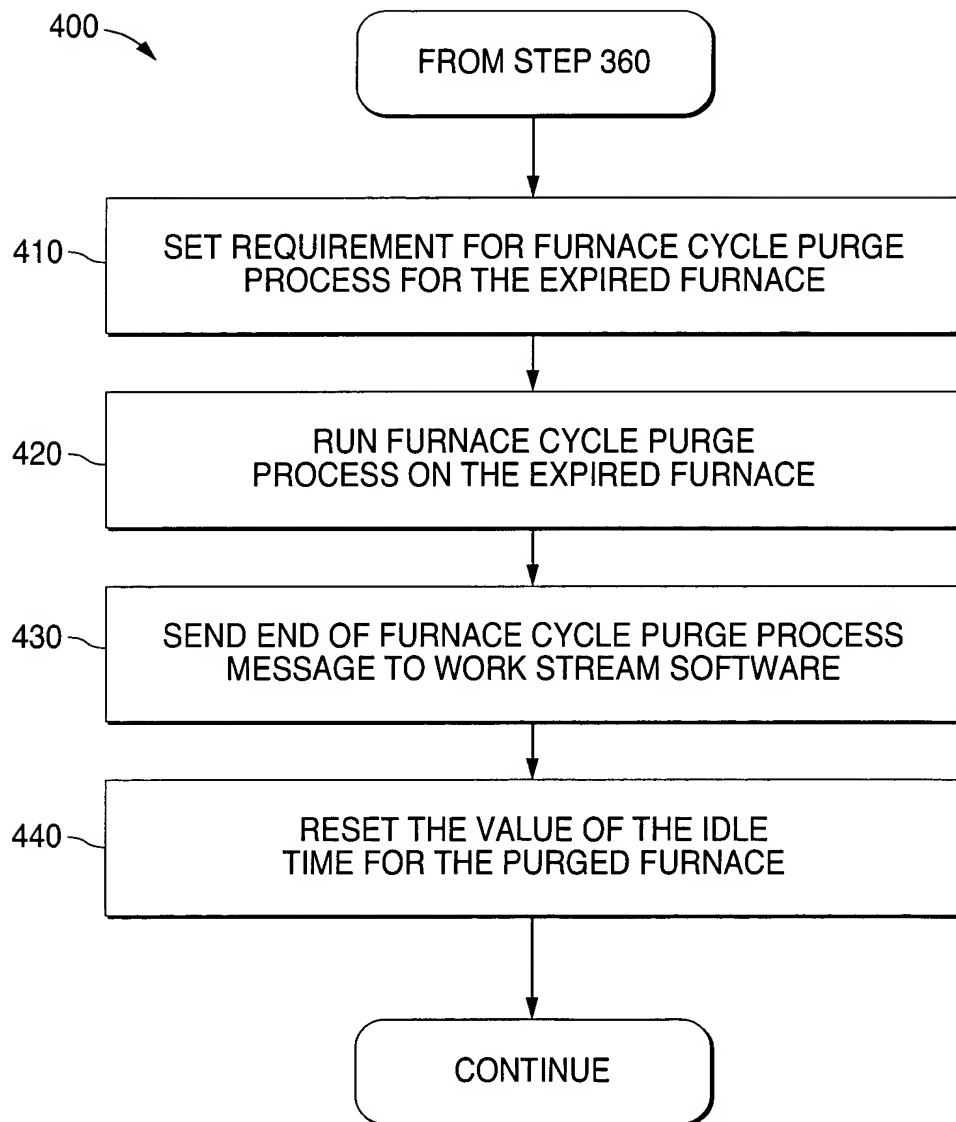 400
FROM STEP 360
410
SET REQUIREMENT FOR FURNACE CYCLE PURGE
PROCESS FOR THE EXPIRED FURNACE
420
RUN FURNACE CYCLE PURGE
PROCESS ON THE EXPIRED FURNACE
430
SEND END OF FURNACE CYCLE PURGE PROCESS
MESSAGE TO WORK STREAM SOFTWARE
440
RESET THE VALUE OF THE IDLE
TIME FOR THE PURGED FURNACE
CONTINUE